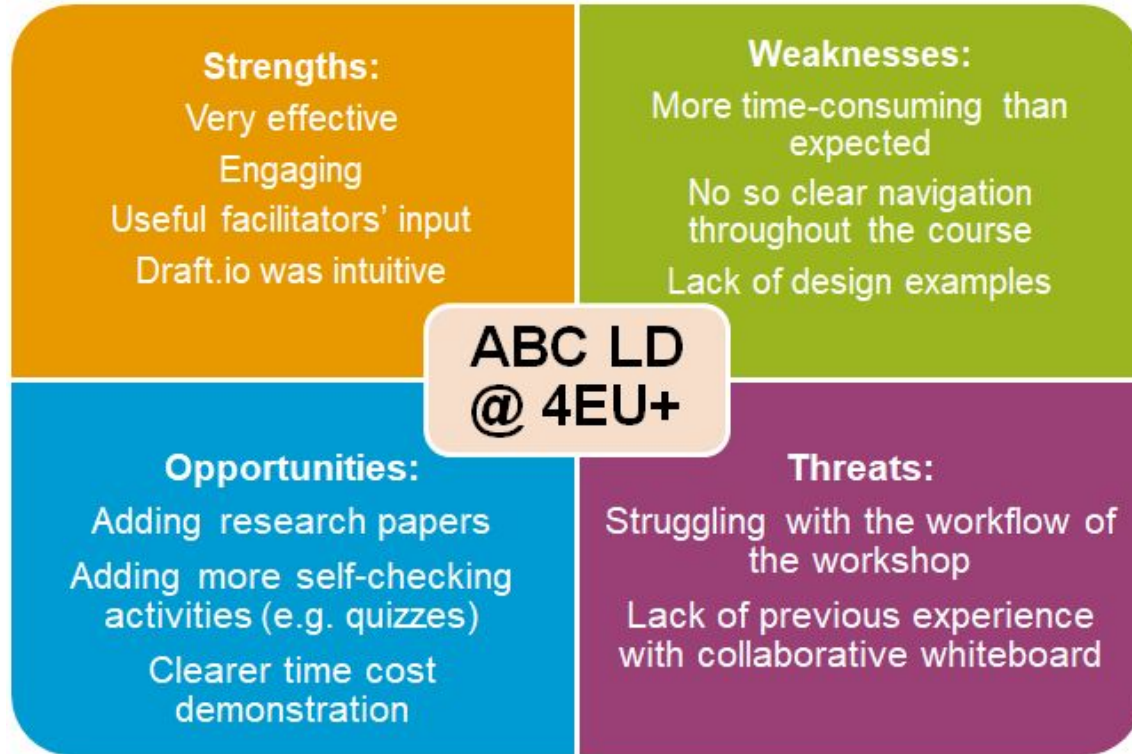 Strengths:
Very effective
Engaging
Useful facilitators' input
Draft.io was intuitive
Weaknesses:
More time-consuming than
expected
No so clear navigation
throughout the course
Lack of design examples
ABC LD
@ 4EU+
Opportunities:
Adding research papers
Adding more self-checking
activities (e.g. quizzes)
Clearer time cost
demonstration
Threats:
Struggling with the workflow of
the workshop
Lack of previous experience
with collaborative whiteboard